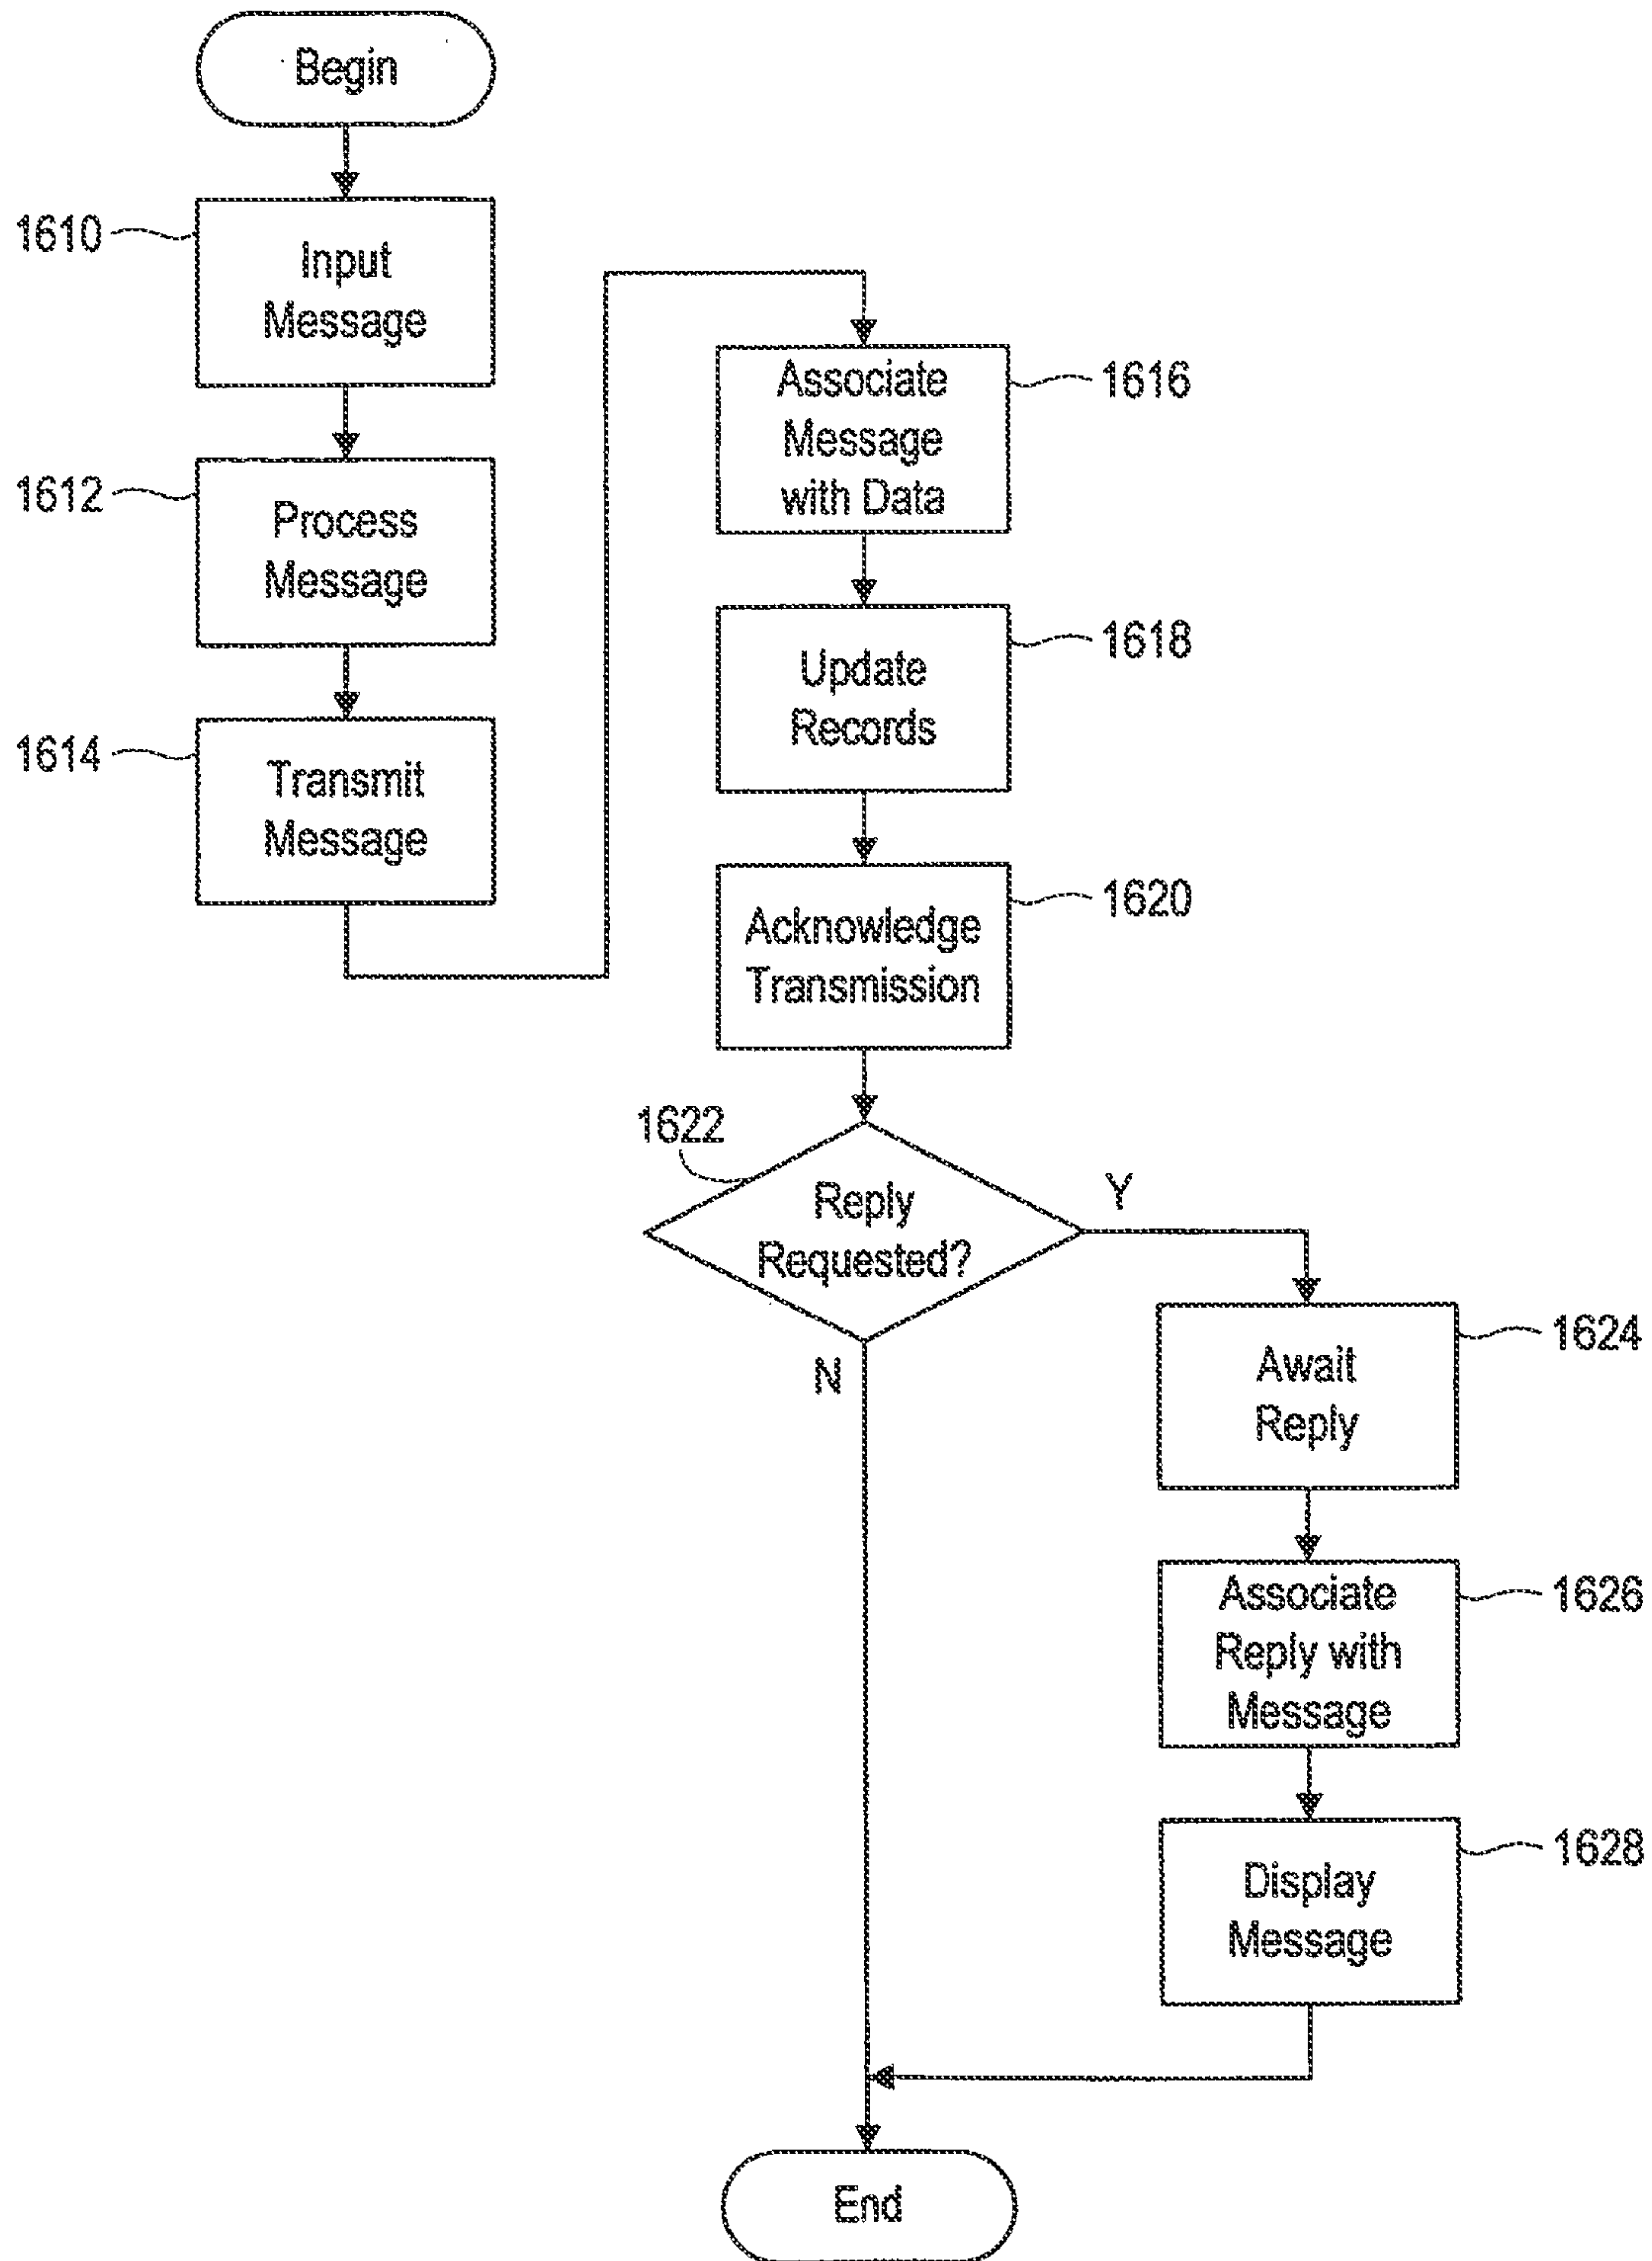 Begin
1610
Input
Message
1612
Process
Message
1614
Transmit
Message
Associate
Message
with Data
1616
Update
Records
1618
Acknowledge
Transmission
1620
1622
Reply
Requested?
Y
N
Await
Reply
1624
Associate
Reply with
Message
1626
Display
Message
1628
End